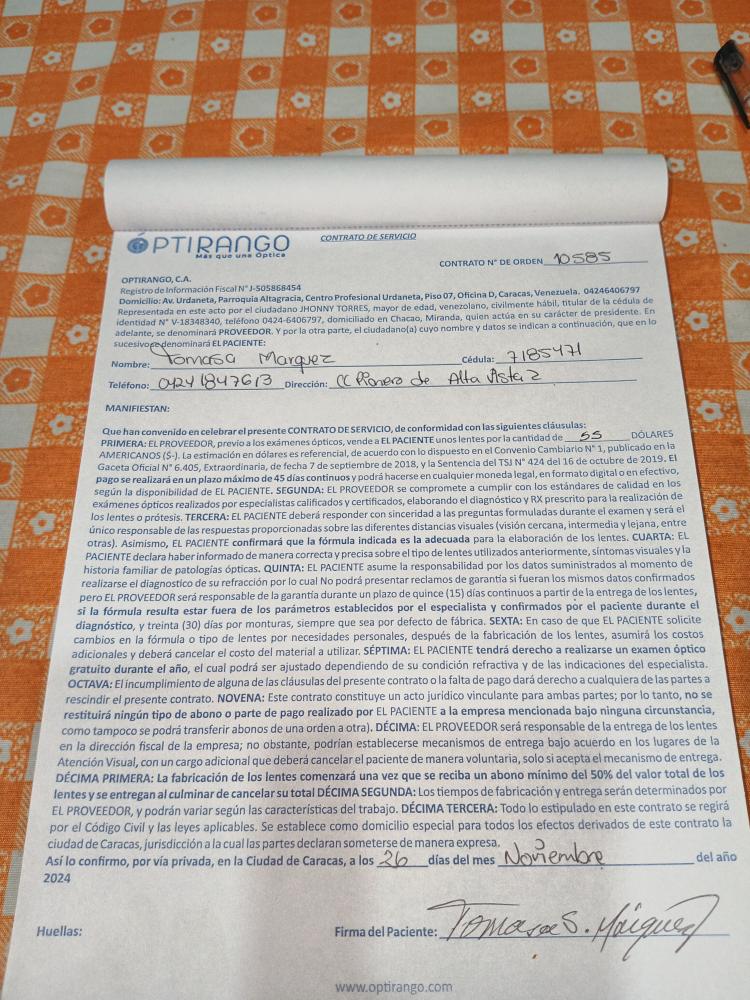 ÓPTIRANGO
Más que una Óptica
CONTRATO DE SERVICIO
CONTRATO N° DE ORDEN 10585
OPTIRANGO, C.A.
Registro de Información Fiscal N° J-505868454
Domicilio: Av. Urdaneta, Parroquia Altagracia, Centro Profesional Urdaneta, Piso 07, Oficina D, Caracas, Venezuela. 04246406797
Representada en este acto por el ciudadano JHONNY TORRES, mayor de edad, venezolano, civilmente hábil, titular de la cédula de
identidad N° V-18348340, teléfono 0424-6406797, domiciliado en Chacao, Miranda, quien actúa en su carácter de presidente. En
adelante, se denominará PROVEEDOR. Y por la otra parte, el ciudadano(a) cuyo nombre y datos se indican a continuación, que en lo
sucesivo se denominará EL PACIENTE:
Nombre: Tomasa Marquez Cédula: 7185471
Teléfono: 04241847613 Dirección: CC Pionero de Alta Vista 2
MANIFIESTAN:
Que han convenido en celebrar el presente CONTRATO DE SERVICIO, de conformidad con las siguientes cláusulas:
PRIMERA: EL PROVEEDOR, previo a los exámenes ópticos, vende a EL PACIENTE unos lentes por la cantidad de 55 DÓLARES
AMERICANOS ($-). La estimación en dólares es referencial, de acuerdo con lo dispuesto en el Convenio Cambiario N° 1, publicado en la
Gaceta Oficial N° 6.405, Extraordinaria, de fecha 7 de septiembre de 2018, y la Sentencia del TSJ N° 424 del 16 de octubre de 2019. El
pago se realizará en un plazo máximo de 45 días continuos y podrá hacerse en cualquier moneda legal, en formato digital o en efectivo,
según la disponibilidad de EL PACIENTE. SEGUNDA: EL PROVEEDOR se compromete a cumplir con los estándares de calidad en los
exámenes ópticos realizados por especialistas calificados y certificados, elaborando el diagnóstico y RX prescrito para la realización de
los lentes o prótesis. TERCERA: EL PACIENTE deberá responder con sinceridad a las preguntas formuladas durante el examen y será el
único responsable de las respuestas proporcionadas sobre las diferentes distancias visuales (visión cercana, intermedia y lejana, entre
otras). Asimismo, EL PACIENTE confirmará que la fórmula indicada es la adecuada para la elaboración de los lentes. CUARTA: EL
PACIENTE declara haber informado de manera correcta y precisa sobre el tipo de lentes utilizados anteriormente, síntomas visuales y la
historia familiar de patologías ópticas. QUINTA: EL PACIENTE asume la responsabilidad por los datos suministrados al momento de
realizarse el diagnostico de su refracción por lo cual No podrá presentar reclamos de garantía si fueran los mismos datos confirmados
pero EL PROVEEDOR será responsable de la garantía durante un plazo de quince (15) días continuos a partir de la entrega de los lentes,
si la fórmula resulta estar fuera de los parámetros establecidos por el especialista y confirmados por el paciente durante el
diagnóstico, y treinta (30) días por monturas, siempre que sea por defecto de fábrica. SEXTA: En caso de que EL PACIENTE solicite
cambios en la fórmula o tipo de lentes por necesidades personales, después de la fabricación de los lentes, asumirá los costos
adicionales y deberá cancelar el costo del material a utilizar. SÉPTIMA: EL PACIENTE tendrá derecho a realizarse un examen óptico
gratuito durante el año, el cual podrá ser ajustado dependiendo de su condición refractiva y de las indicaciones del especialista.
OCTAVA: El incumplimiento de alguna de las cláusulas del presente contrato o la falta de pago dará derecho a cualquiera de las partes a
rescindir el presente contrato. NOVENA: Este contrato constituye un acto jurídico vinculante para ambas partes; por lo tanto, no se
restituirá ningún tipo de abono o parte de pago realizado por EL PACIENTE a la empresa mencionada bajo ninguna circunstancia,
como tampoco se podrá transferir abonos de una orden a otra). DÉCIMA: EL PROVEEDOR será responsable de la entrega de los lentes
en la dirección fiscal de la empresa; no obstante, podrían establecerse mecanismos de entrega bajo acuerdo en los lugares de la
Atención Visual, con un cargo adicional que deberá cancelar el paciente de manera voluntaria, solo si acepta el mecanismo de entrega.
DÉCIMA PRIMERA: La fabricación de los lentes comenzará una vez que se reciba un abono mínimo del 50% del valor total de los
lentes y se entregan al culminar de cancelar su total DÉCIMA SEGUNDA: Los tiempos de fabricación y entrega serán determinados por
EL PROVEEDOR, y podrán variar según las características del trabajo. DÉCIMA TERCERA: Todo lo estipulado en este contrato se regirá
por el Código Civil y las leyes aplicables. Se establece como domicilio especial para todos los efectos derivados de este contrato la
ciudad de Caracas, jurisdicción a la cual las partes declaran someterse de manera expresa.
Así lo confirmo, por vía privada, en la Ciudad de Caracas, a los 26 días del mes Noviembre del año
2024
Huellas:
Firma del Paciente: Tomasa S. Máiquez
www.optirango.com